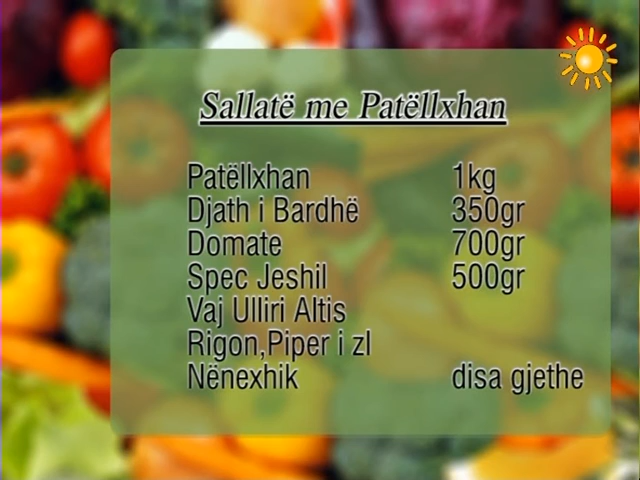 Sallatë me Patëllxhan
Patëllxhan 1kg
Djath i Bardhë 350gr
Domate 700gr
Spec Jeshil 500gr
Vaj Ulliri Altis
Rigon,Piper i zl
Nënexhik disa gjethe